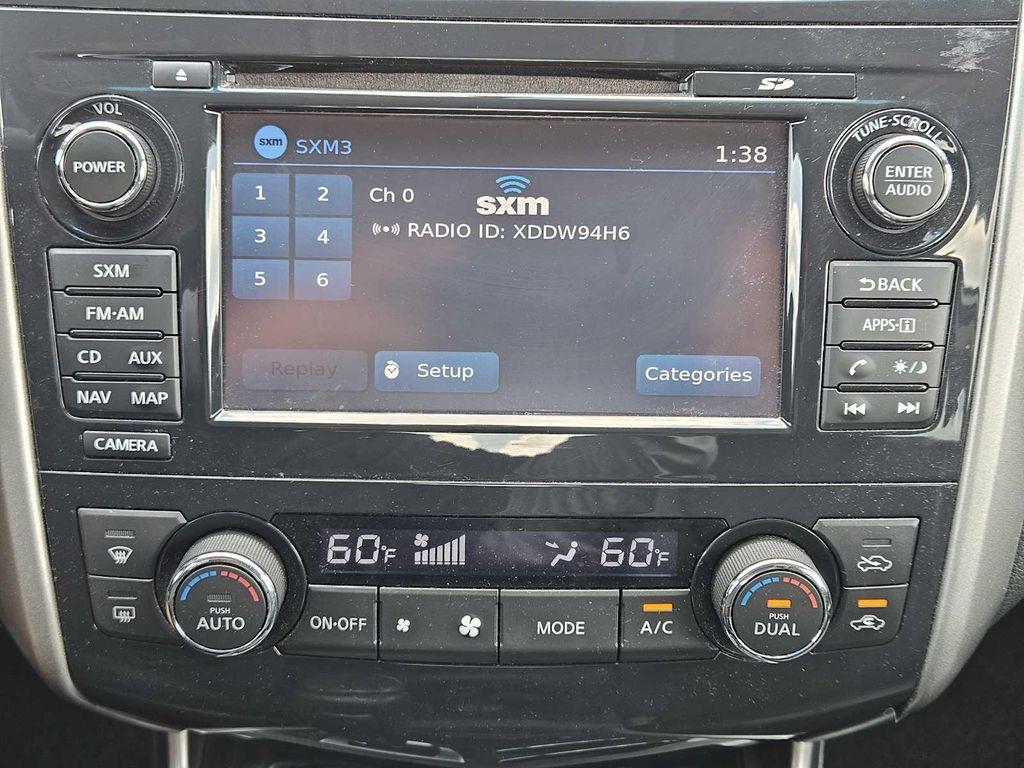 SD
VOL
POWER
TUNE·SCROLL
ENTER
AUDIO
sxm SXM3
1:38
1 2
3 4
5 6
Ch 0
sxm
RADIO ID: XDDW94H6
Replay
Setup
Categories
SXM
FM·AM
CD AUX
NAV MAP
CAMERA
BACK
APPS·i
60°F
60°F
PUSH
AUTO
ON·OFF
MODE
A/C
PUSH
DUAL